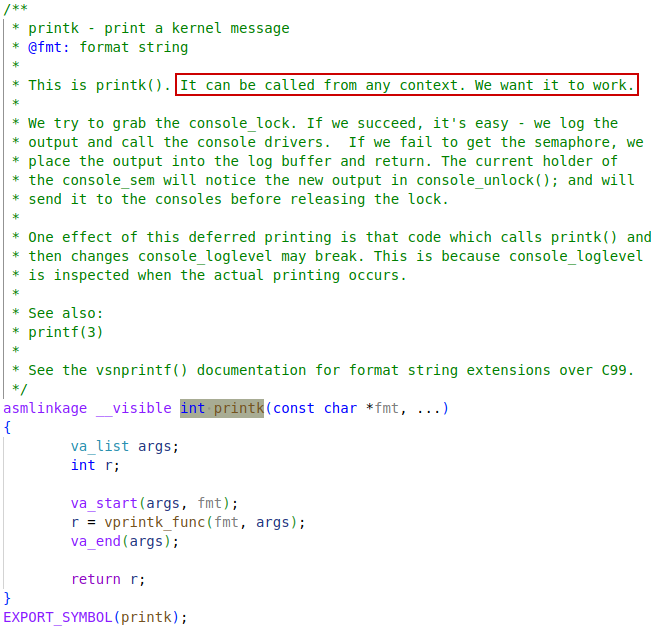 /**
 * printk - print a kernel message
 * @fmt: format string
 *
 * This is printk(). It can be called from any context. We want it to work.
 *
 * We try to grab the console_lock. If we succeed, it's easy - we log the
 * output and call the console drivers.  If we fail to get the semaphore, we
 * place the output into the log buffer and return. The current holder of
 * the console_sem will notice the new output in console_unlock(); and will
 * send it to the consoles before releasing the lock.
 *
 * One effect of this deferred printing is that code which calls printk() and
 * then changes console_loglevel may break. This is because console_loglevel
 * is inspected when the actual printing occurs.
 *
 * See also:
 * printf(3)
 *
 * See the vsnprintf() documentation for format string extensions over C99.
 */
asmlinkage __visible int printk(const char *fmt, ...)
{
        va_list args;
        int r;

        va_start(args, fmt);
        r = vprintk_func(fmt, args);
        va_end(args);

        return r;
}
EXPORT_SYMBOL(printk);